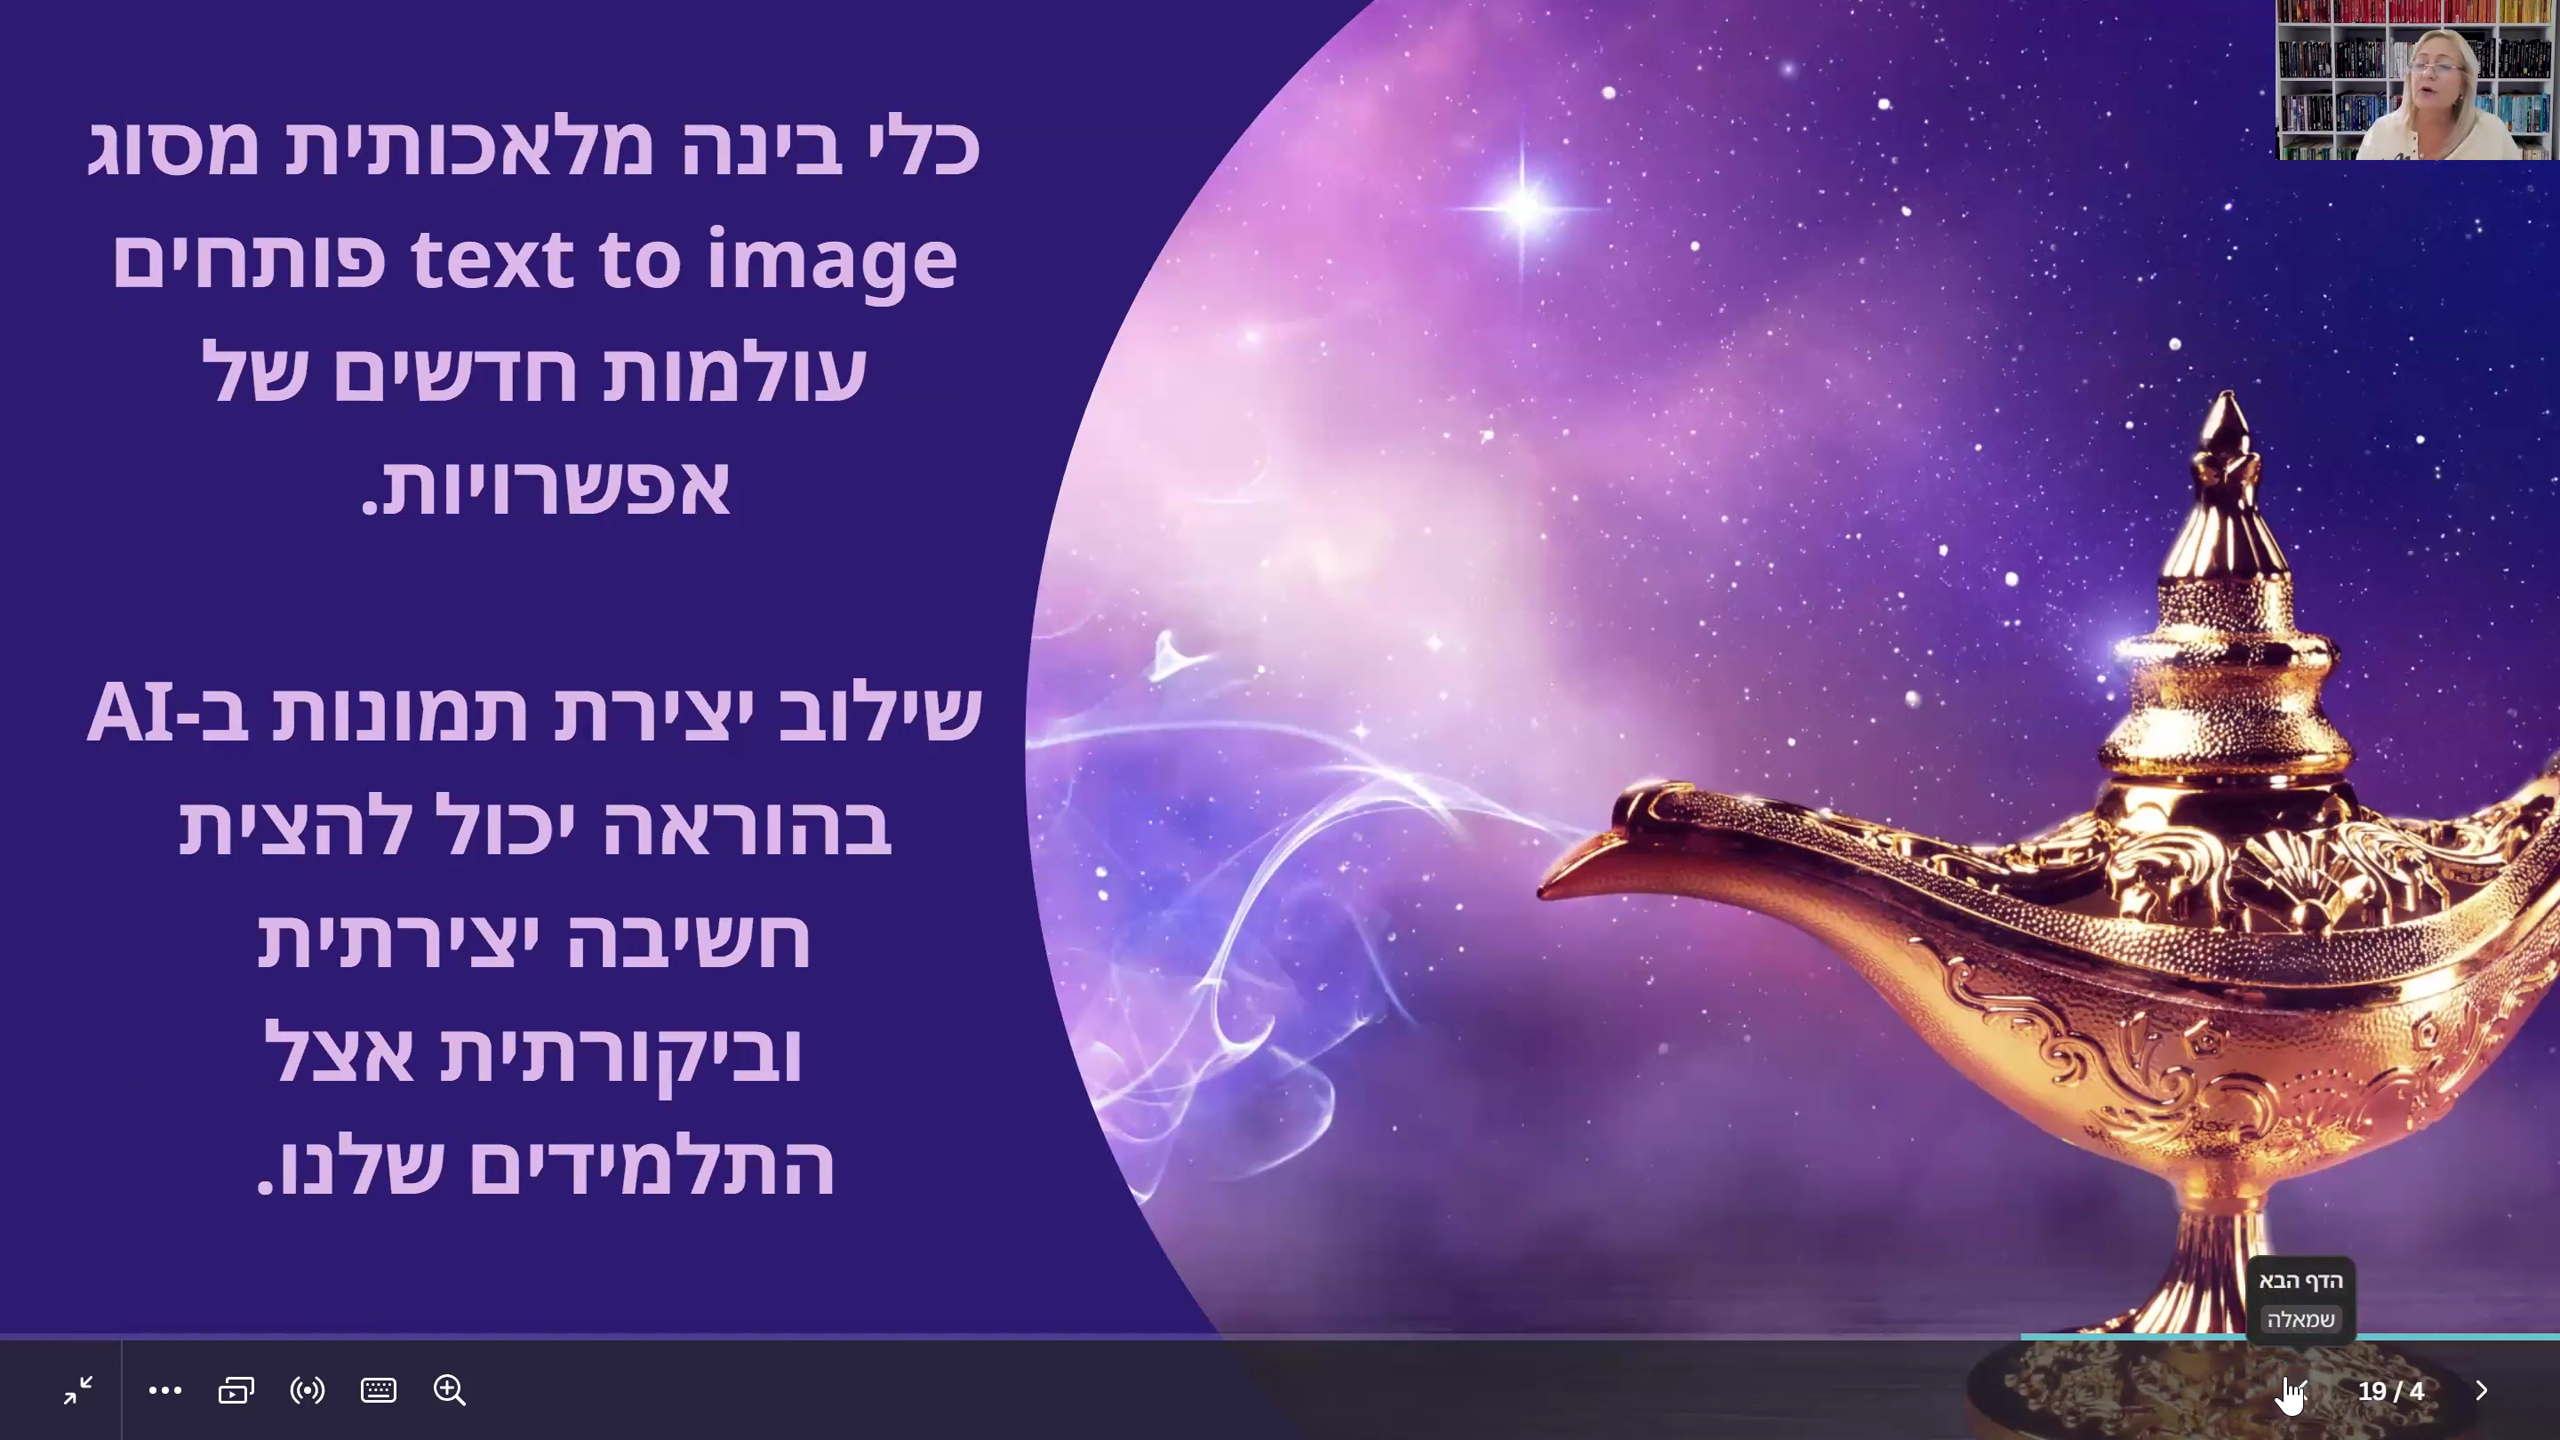 כלי בינה מלאכותית מסוג
text to image פותחים
עולמות חדשים של
אפשרויות.
שילוב יצירת תמונות ב-AI
בהוראה יכול להצית
חשיבה יצירתית
וביקורתית אצל
התלמידים שלנו.
הדף הבא
שמאלה
19 / 4